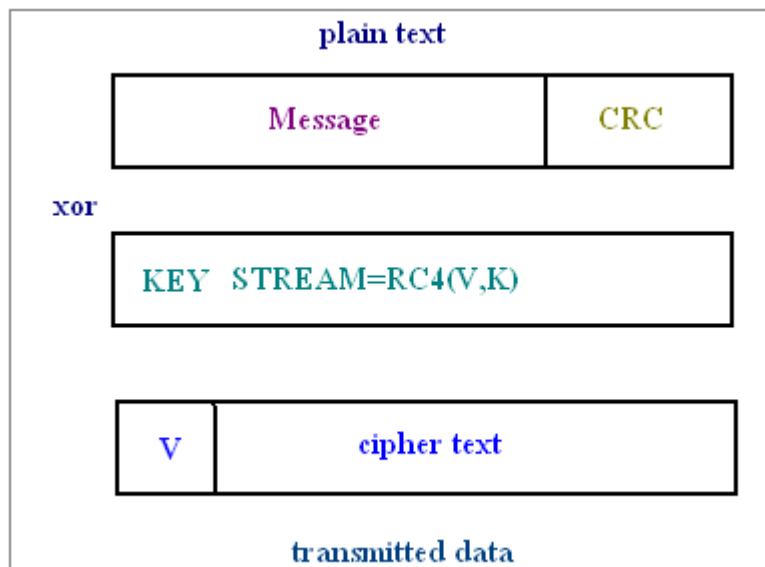 plain text
Message CRC
xor
KEY STREAM=RC4(V,K)
V cipher text
transmitted data